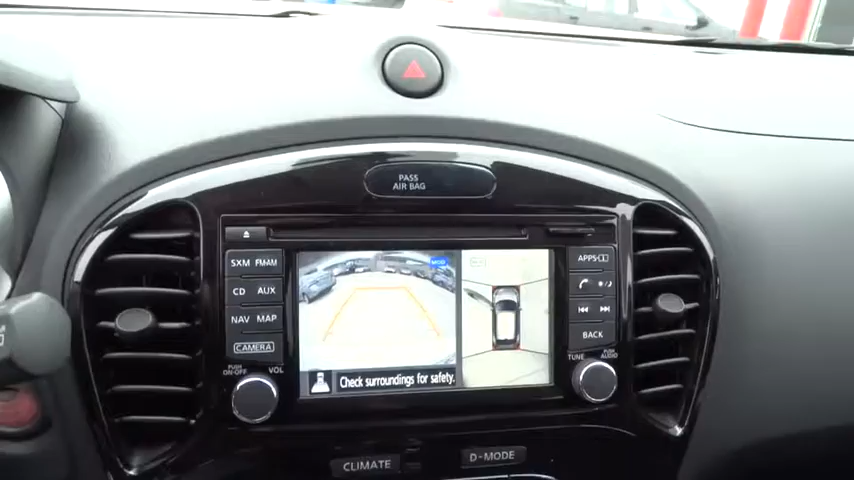 PASS
AIR BAG
SXM FM·AM
CD AUX
NAV MAP
CAMERA
PUSH
ON·OFF
VOL
MOD
Check surroundings for safety.
APPS
BACK
TUNE
PUSH
AUDIO
CLIMATE
D-MODE